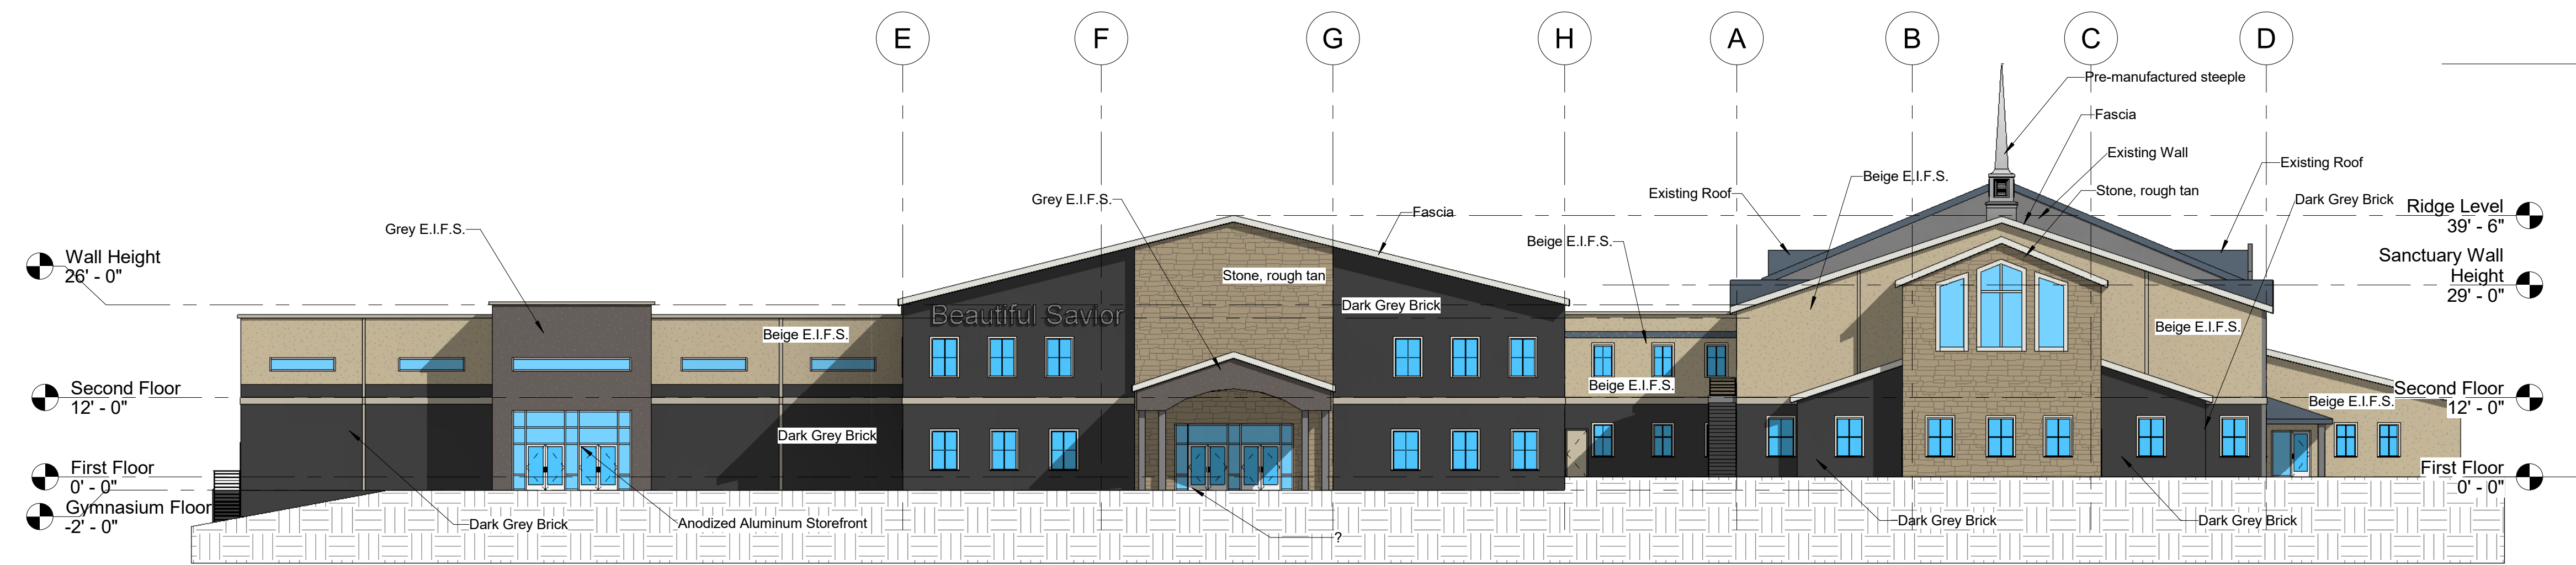 E
F
G
H
A
B
C
D
Pre-manufactured steeple
Fascia
Existing Wall
Existing Roof
Beige E.I.F.S.
Existing Roof
Stone, rough tan
Dark Grey Brick
Grey E.I.F.S.
Fascia
Ridge Level
39' - 6"
Grey E.I.F.S.
Beige E.I.F.S.
Wall Height
26' - 0"
Sanctuary Wall
Height
29' - 0"
Stone, rough tan
Dark Grey Brick
Beautiful Savior
Beige E.I.F.S.
Beige E.I.F.S.
Beige E.I.F.S.
Second Floor
12' - 0"
Second Floor
12' - 0"
Beige E.I.F.S.
Dark Grey Brick
First Floor
0' - 0"
First Floor
0' - 0"
Gymnasium Floor
-2' - 0"
Dark Grey Brick
Anodized Aluminum Storefront
?
Dark Grey Brick
Dark Grey Brick